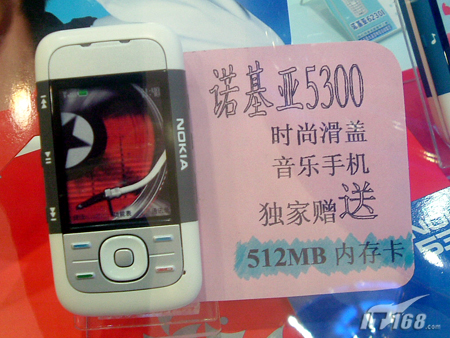 诺基亚5300
时尚滑盖
音乐手机
独家赠送
512MB 内存卡
NOKIA
IT168.com